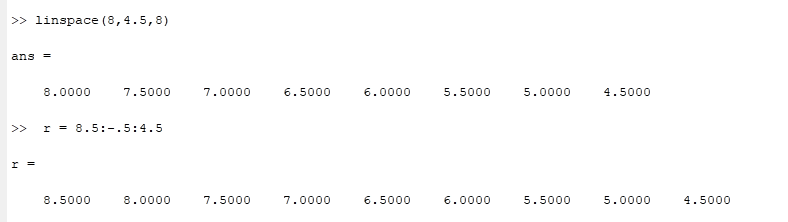 >> linspace(8,4.5,8)
ans =
8.0000 7.5000 7.0000 6.5000 6.0000 5.5000 5.0000 4.5000
>> r = 8.5:-.5:4.5
r =
8.5000 8.0000 7.5000 7.0000 6.5000 6.0000 5.5000 5.0000 4.5000